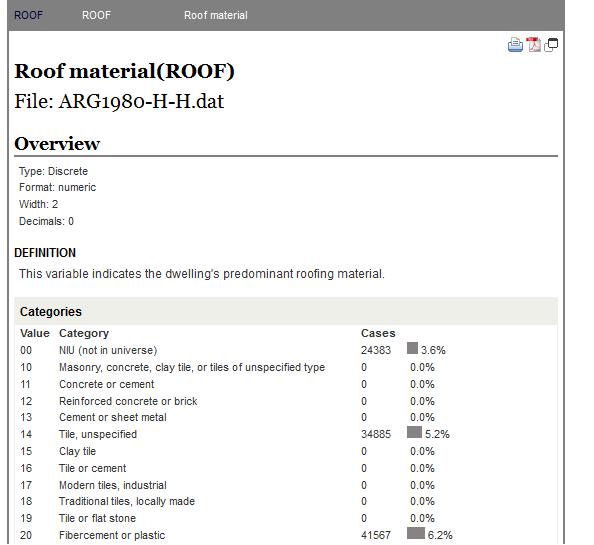 ROOF ROOF Roof material
Roof material(ROOF)
File: ARG1980-H-H.dat
Overview
Type: Discrete
Format: numeric
Width: 2
Decimals: 0
DEFINITION
This variable indicates the dwelling's predominant roofing material.
Categories
Value Category Cases
00 NIU (not in universe) 24383 3.6%
10 Masonry, concrete, clay tile, or tiles of unspecified type 0 0.0%
11 Concrete or cement 0 0.0%
12 Reinforced concrete or brick 0 0.0%
13 Cement or sheet metal 0 0.0%
14 Tile, unspecified 34885 5.2%
15 Clay tile 0 0.0%
16 Tile or cement 0 0.0%
17 Modern tiles, industrial 0 0.0%
18 Traditional tiles, locally made 0 0.0%
19 Tile or flat stone 0 0.0%
20 Fibercement or plastic 41567 6.2%